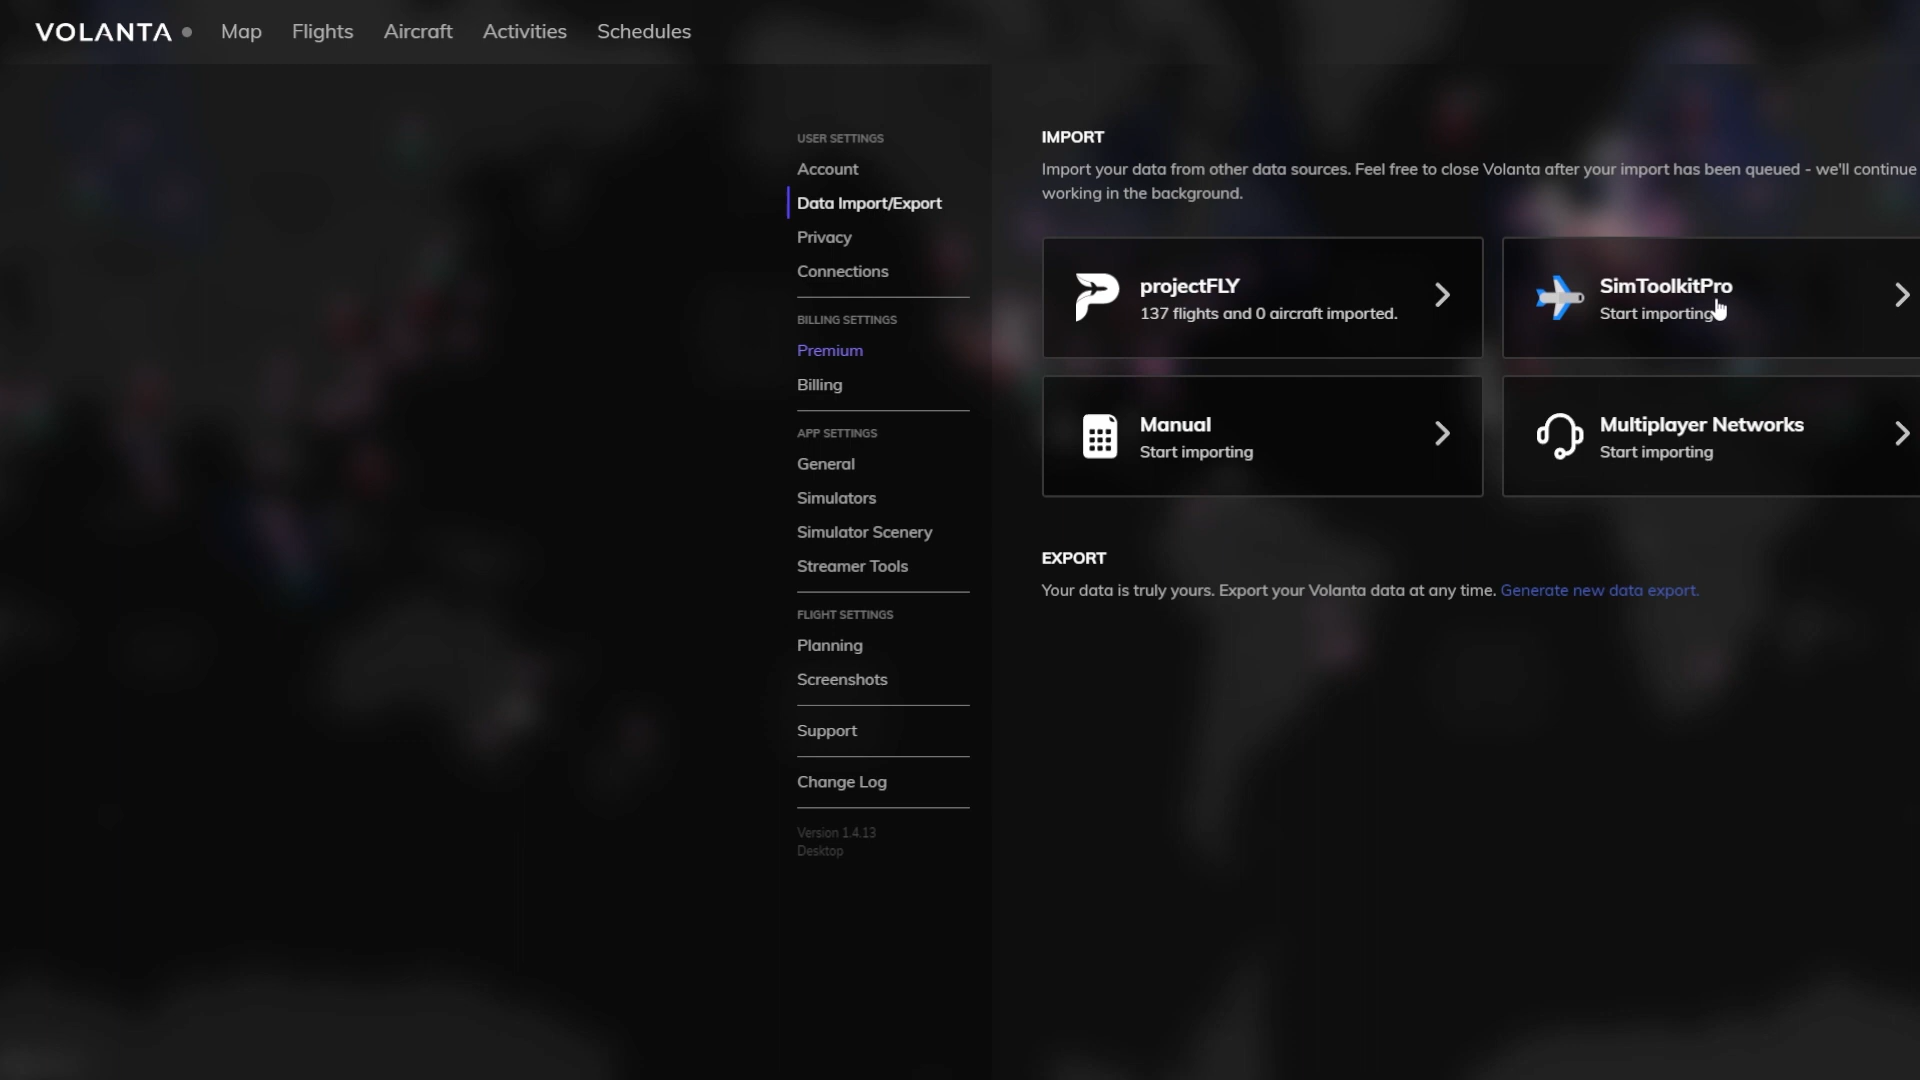 VOLANTA
Map
Flights
Aircraft
Activities
Schedules
USER SETTINGS
Account
Data Import/Export
Privacy
Connections
BILLING SETTINGS
Premium
Billing
APP SETTINGS
General
Simulators
Simulator Scenery
Streamer Tools
FLIGHT SETTINGS
Planning
Screenshots
Support
Change Log
Version 1.4.13
Desktop
IMPORT
Import your data from other data sources. Feel free to close Volanta after your import has been queued - we'll continue
working in the background.
projectFLY
137 flights and 0 aircraft imported.
SimToolkitPro
Start importing
Manual
Start importing
Multiplayer Networks
Start importing
EXPORT
Your data is truly yours. Export your Volanta data at any time. Generate new data export.